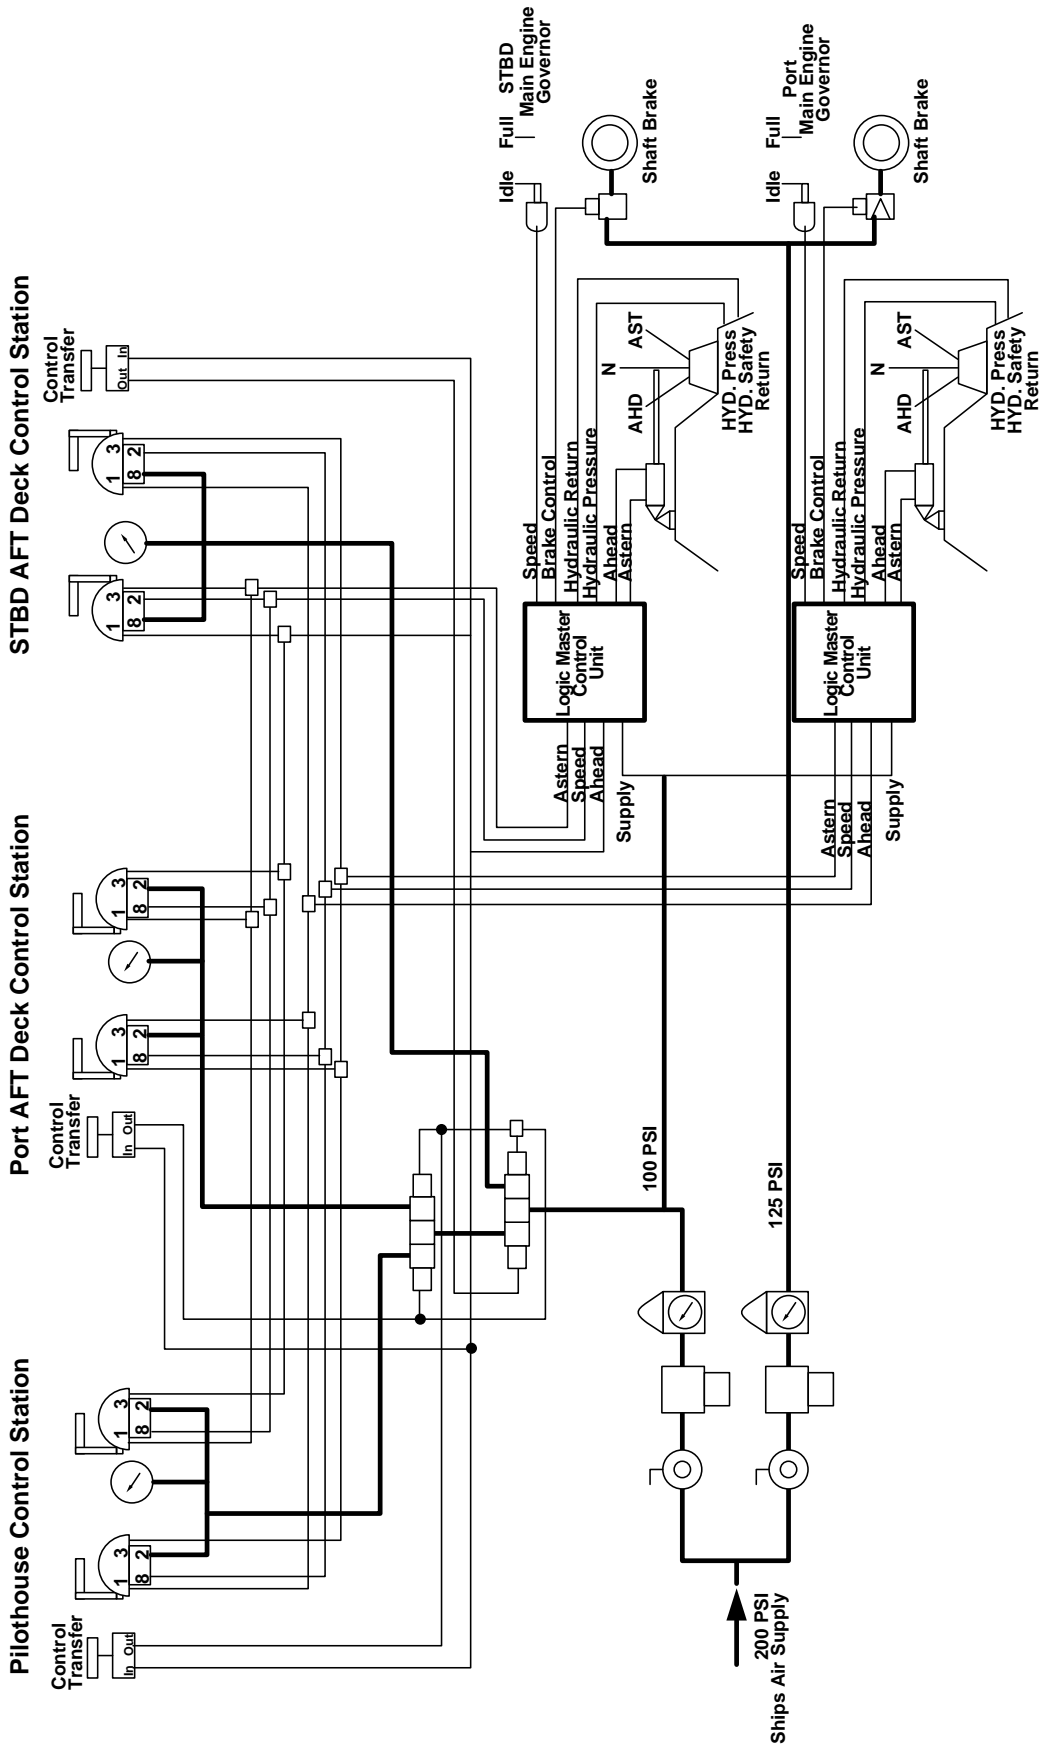 Pilothouse Control Station
Port AFT Deck Control Station
STBD AFT Deck Control Station
Control
Transfer
In Out
1 3
8 2
1 3
8 2
Control
Transfer
In Out
1 3
8 2
1 3
8 2
1 3
8 2
1 3
8 2
Control
Transfer
Out In
Idle
Full
STBD
Main Engine
Governor
Shaft Brake
Speed
Brake Control
Hydraulic Return
Hydraulic Pressure
Ahead
Astern
AHD
N
AST
HYD. Press
HYD. Safety
Return
Logic Master
Control
Unit
Astern
Speed
Ahead
Supply
Idle
Full
Port
Main Engine
Governor
Shaft Brake
Speed
Brake Control
Hydraulic Return
Hydraulic Pressure
Ahead
Astern
AHD
N
AST
HYD. Press
HYD. Safety
Return
Logic Master
Control
Unit
Astern
Speed
Ahead
Supply
100 PSI
125 PSI
200 PSI
Ships Air Supply